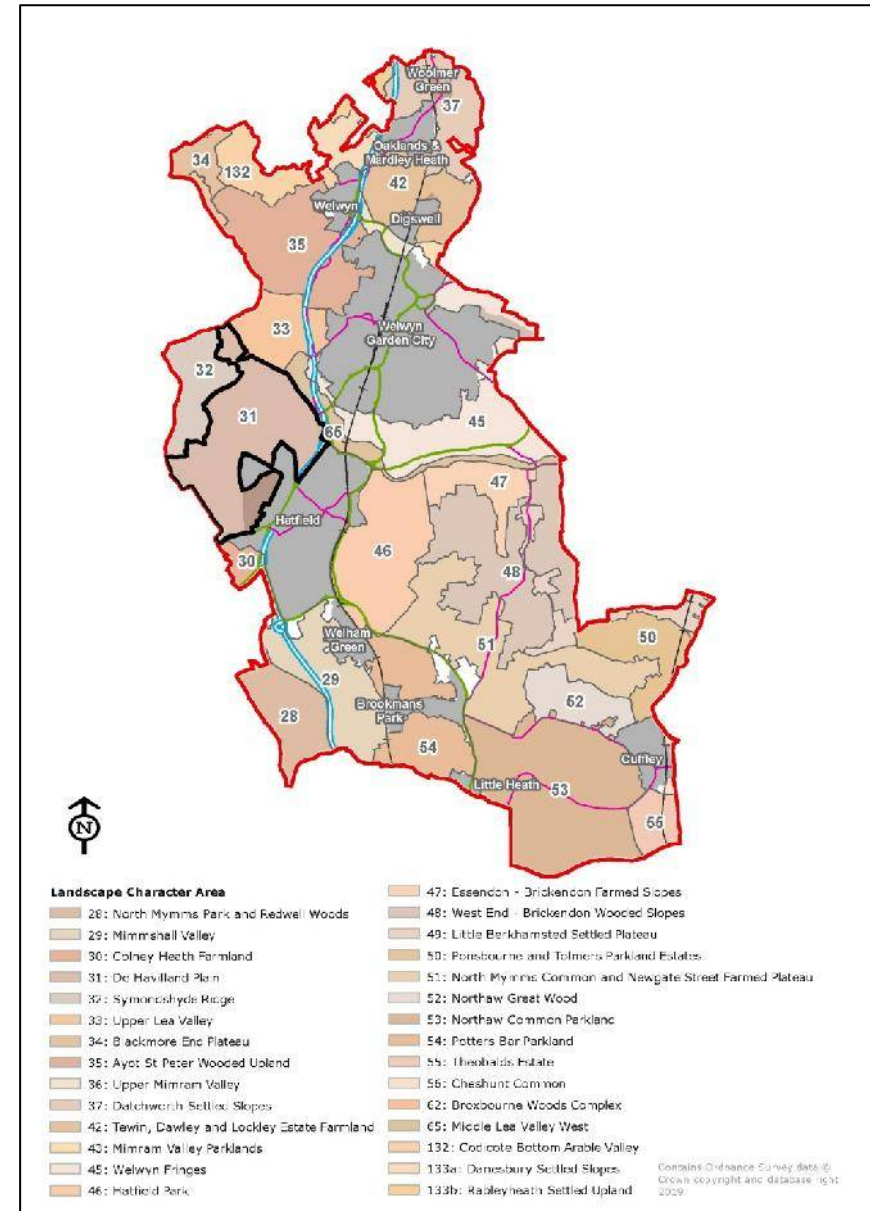 Woolmer
Green
37
Oaklands &
Mardley Heath
34
132
42
Welwyn
Digswell
35
33
Welwyn
Garden City
32
31
65
45
47
Hatfield
46
30
48
50
Welham
Green
51
29
52
Brookmans
Park
28
54
Cuffley
Little Heath
53
55
N
Landscape Character Area
28: North Mymms Park and Redwell Woods
29: Mimmshall Valley
30: Colney Heath Farmland
31: De Havilland Plain
32: Symondshyde Ridge
33: Upper Lea Valley
34: Blackmore End Plateau
35: Ayot St Peter Wooded Upland
36: Upper Mimram Valley
37: Datchworth Settled Slopes
42: Tewin, Dawley and Lockley Estate Farmland
43: Mimram Valley Parklands
45: Welwyn Fringes
46: Hatfield Park
47: Essendon - Brickendon Farmed Slopes
48: West End - Brickendon Wooded Slopes
49: Little Berkhamsted Settled Plateau
50: Ponsbourne and Tolmers Parkland Estates
51: North Mymms Common and Newgate Street Farmed Plateau
52: Northaw Great Wood
53: Northaw Common Parkland
54: Potters Bar Parkland
55: Theobalds Estate
56: Cheshunt Common
62: Broxbourne Woods Complex
65: Middle Lea Valley West
132: Codicote Bottom Arable Valley
133a: Danesbury Settled Slopes
133b: Rableyheath Settled Upland
Contains Ordnance Survey data ©
Crown copyright and database right
2019